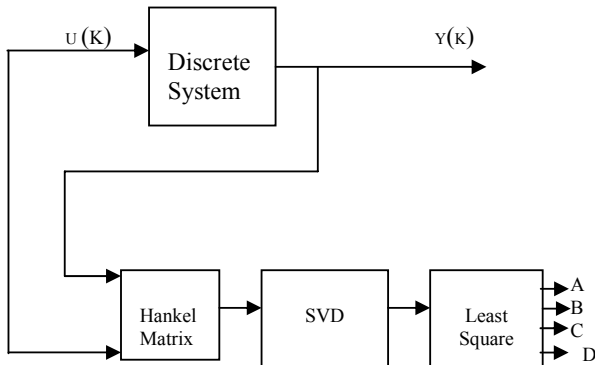 U (K)
Y(K)
Discrete
System
Hankel
Matrix
SVD
Least
Square
A
B
C
D